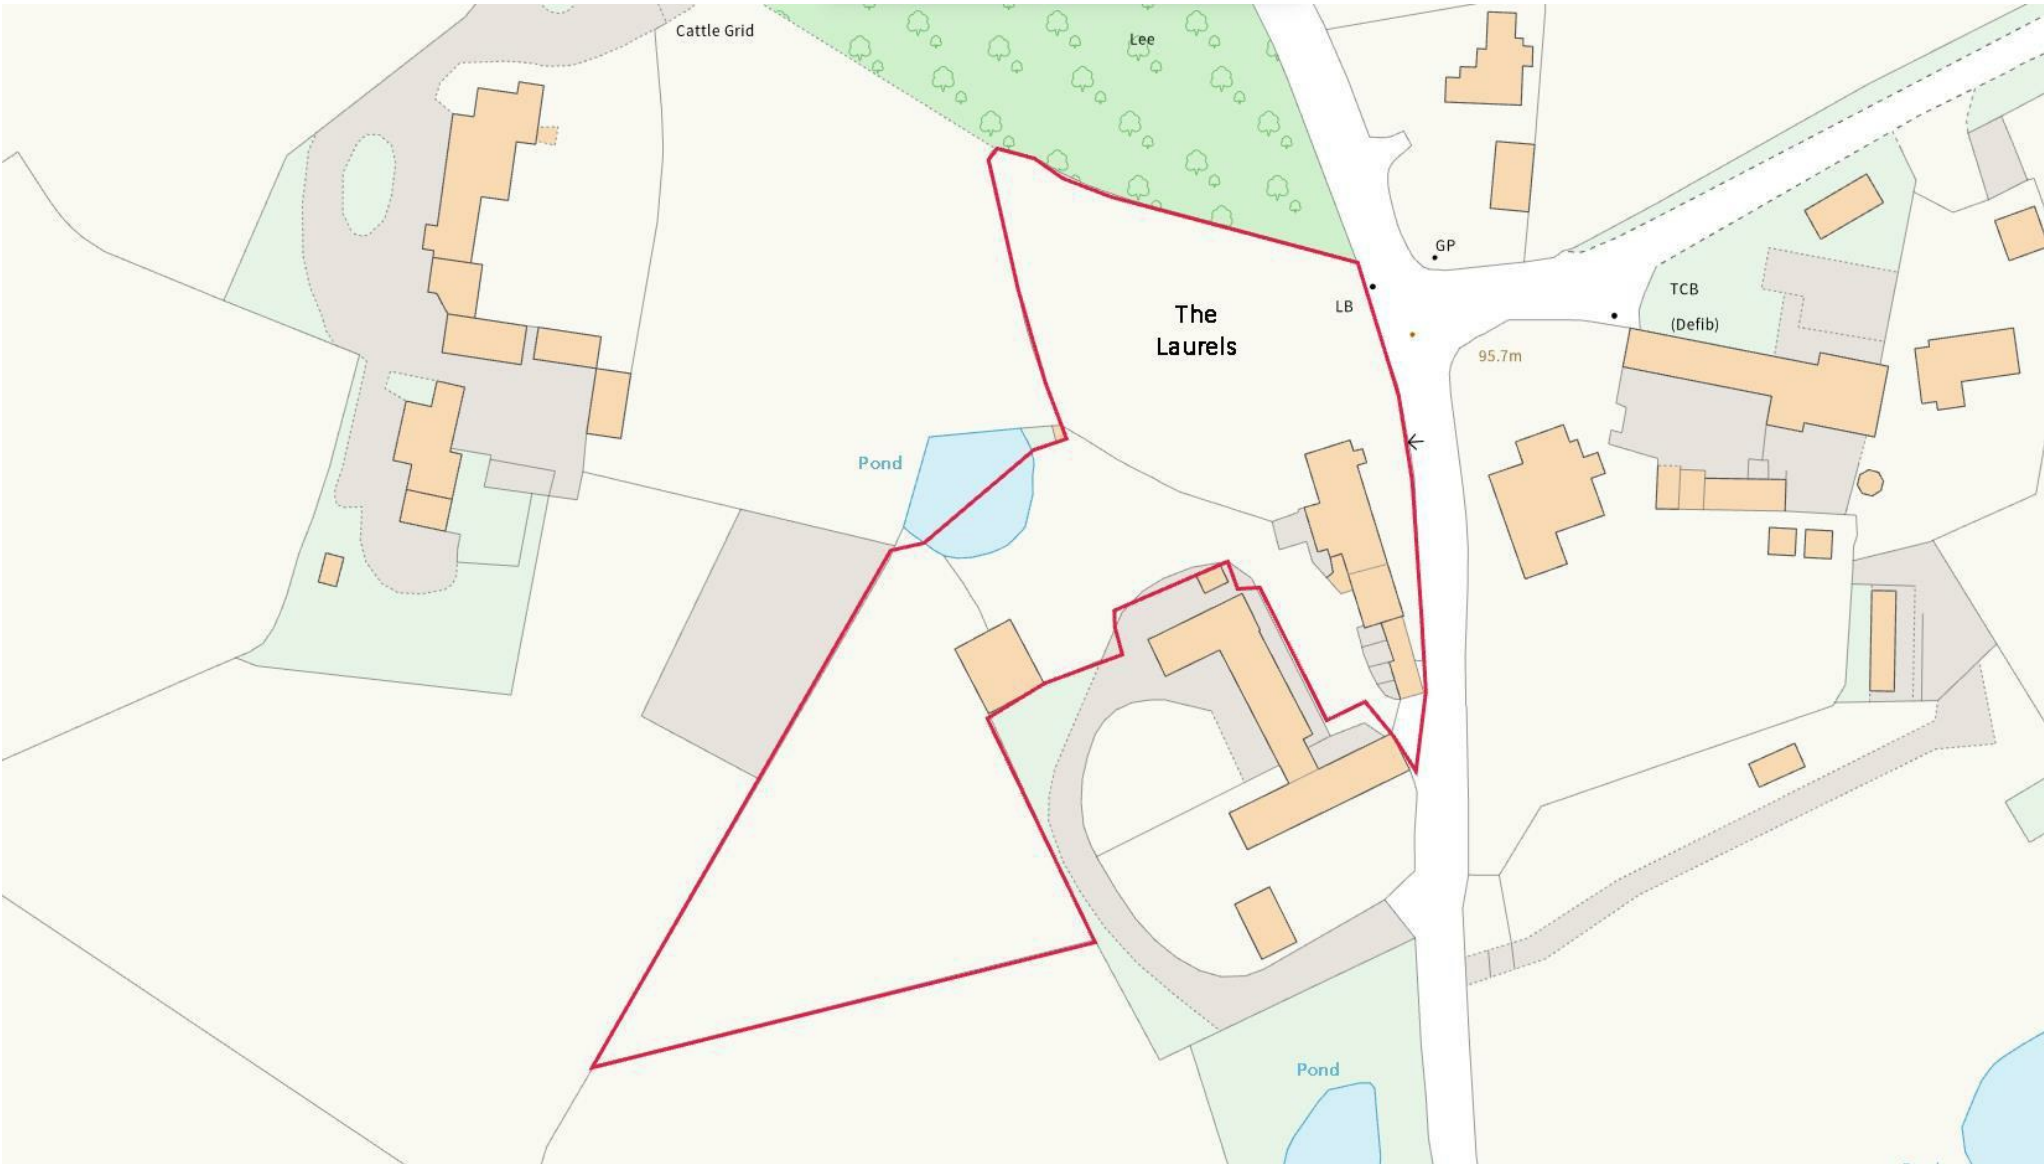 Cattle Grid
Lee
GP
LB
The
Laurels
TCB
(Defib)
95.7m
Pond
Pond